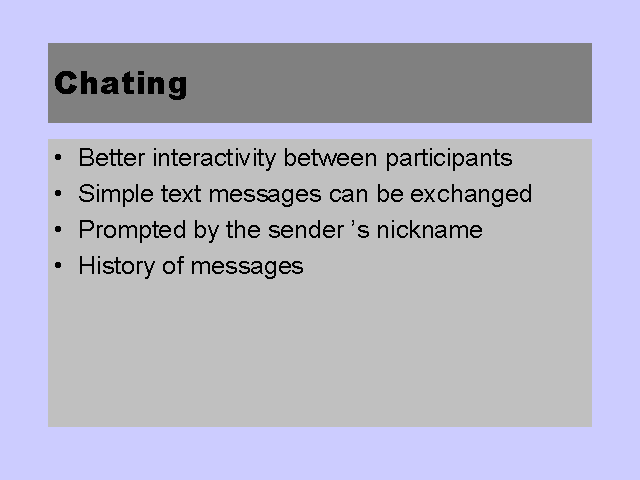 Chating
• Better interactivity between participants
• Simple text messages can be exchanged
• Prompted by the sender ’s nickname
• History of messages